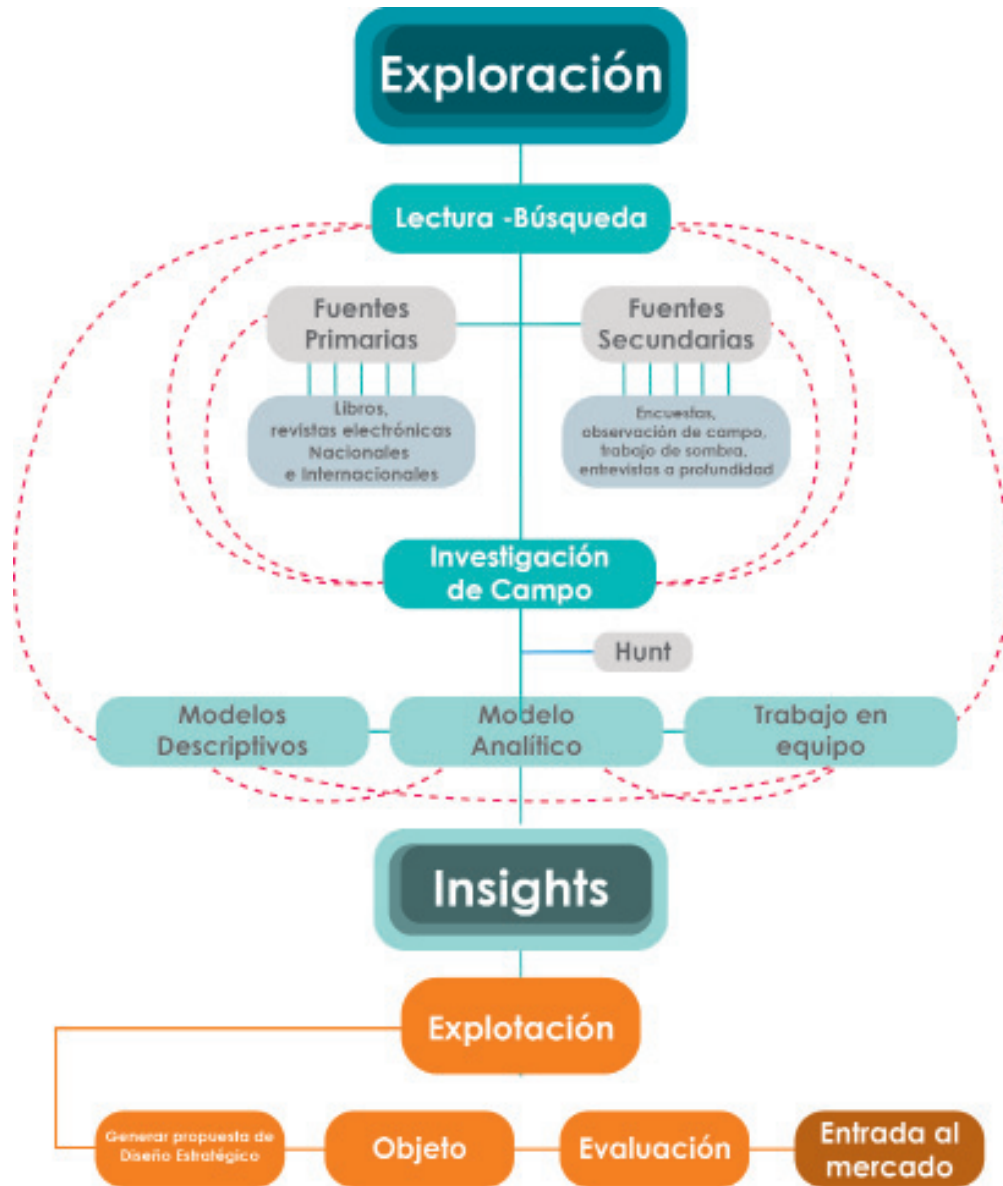 Exploración
Lectura -Búsqueda
Fuentes
Primarias
Fuentes
Secundarias
Libros,
revistas electrónicas
Nacionales
e Internacionales
Encuestas,
observación de campo,
trabajo de sombra,
entrevistas a profundidad
Investigación
de Campo
Hunt
Modelos
Descriptivos
Modelo
Analítico
Trabajo en
equipo
Insights
Explotación
Generar propuesta de
Diseño Estratégico
Objeto
Evaluación
Entrada al
mercado